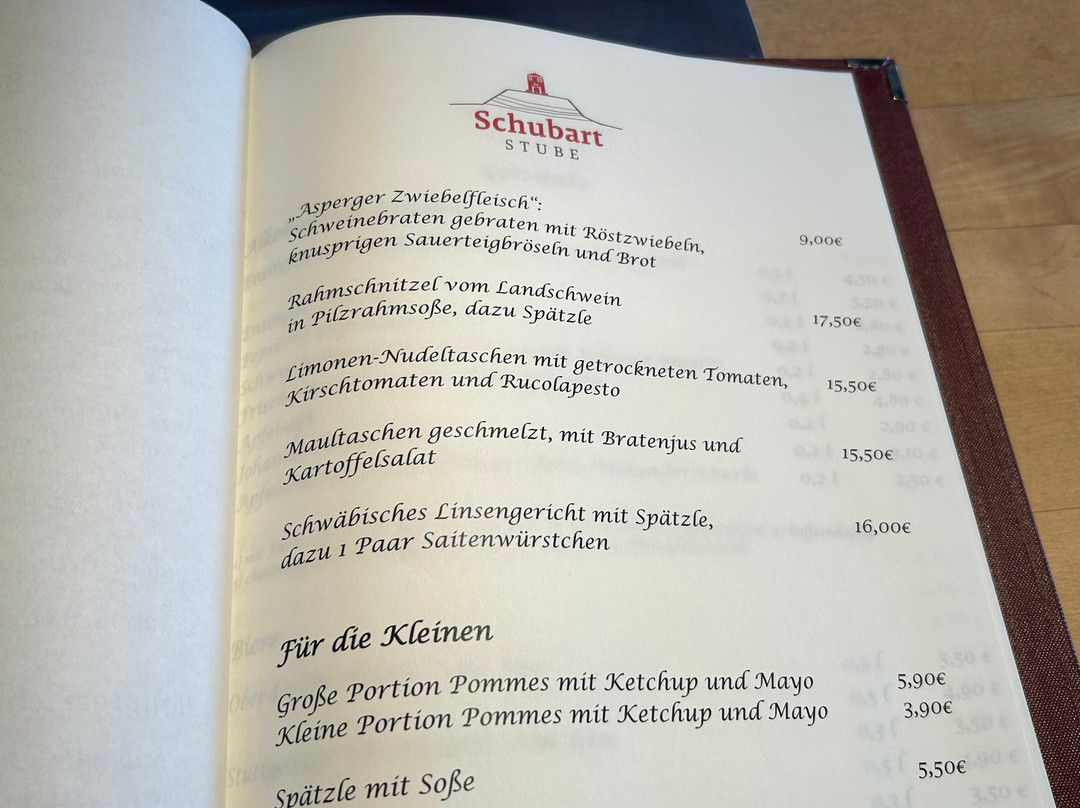 Schubart
STUBE
„Asperger Zwiebelfleisch“:
Schweinebraten gebraten mit Röstzwiebeln,
knusprigen Sauerteigbröseln und Brot 9,00€
Rahmschnitzel vom Landschwein
in Pilzrahmsoße, dazu Spätzle 17,50€
Limonen-Nudeltaschen mit getrockneten Tomaten,
Kirschtomaten und Rucolapesto 15,50€
Maultaschen geschmelzt, mit Bratenjus und
Kartoffelsalat 15,50€
Schwäbisches Linsengericht mit Spätzle, 16,00€
dazu 1 Paar Saitenwürstchen
Für die Kleinen
Große Portion Pommes mit Ketchup und Mayo 5,90€
Kleine Portion Pommes mit Ketchup und Mayo 3,90€
Spätzle mit Soße 5,50€